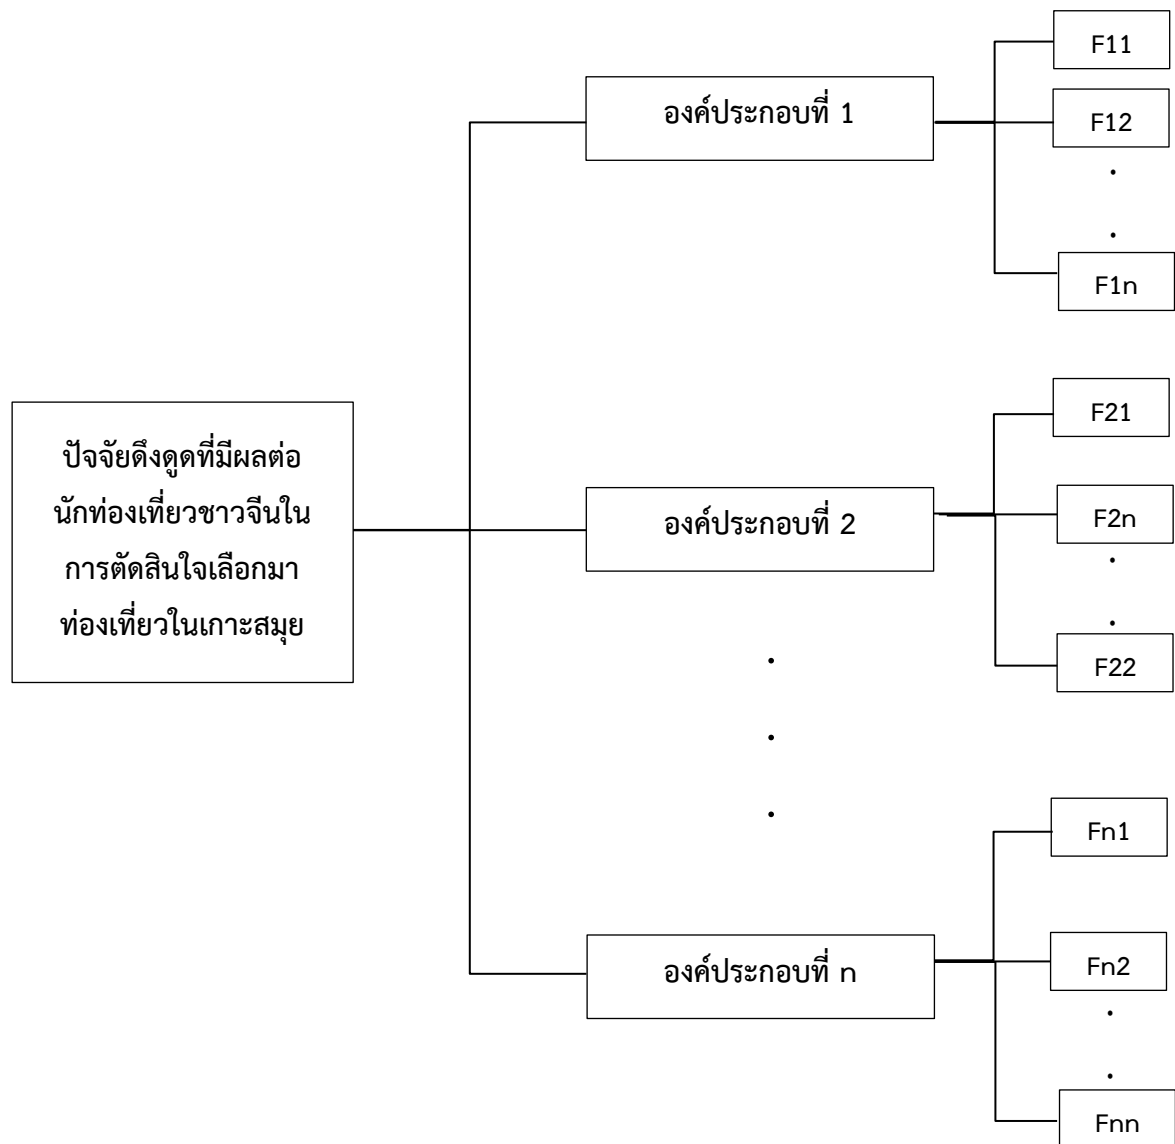 F11
องค์ประกอบที่ 1
F12
.
.
F1n
F21
ปัจจัยดึงดูดที่มีผลต่อ
นักท่องเที่ยวชาวจีนใน
การตัดสินใจเลือกมา
ท่องเที่ยวในเกาะสมุย
องค์ประกอบที่ 2
F2n
.
.
F22
.
.
.
Fn1
องค์ประกอบที่ n
Fn2
.
.
Fnn